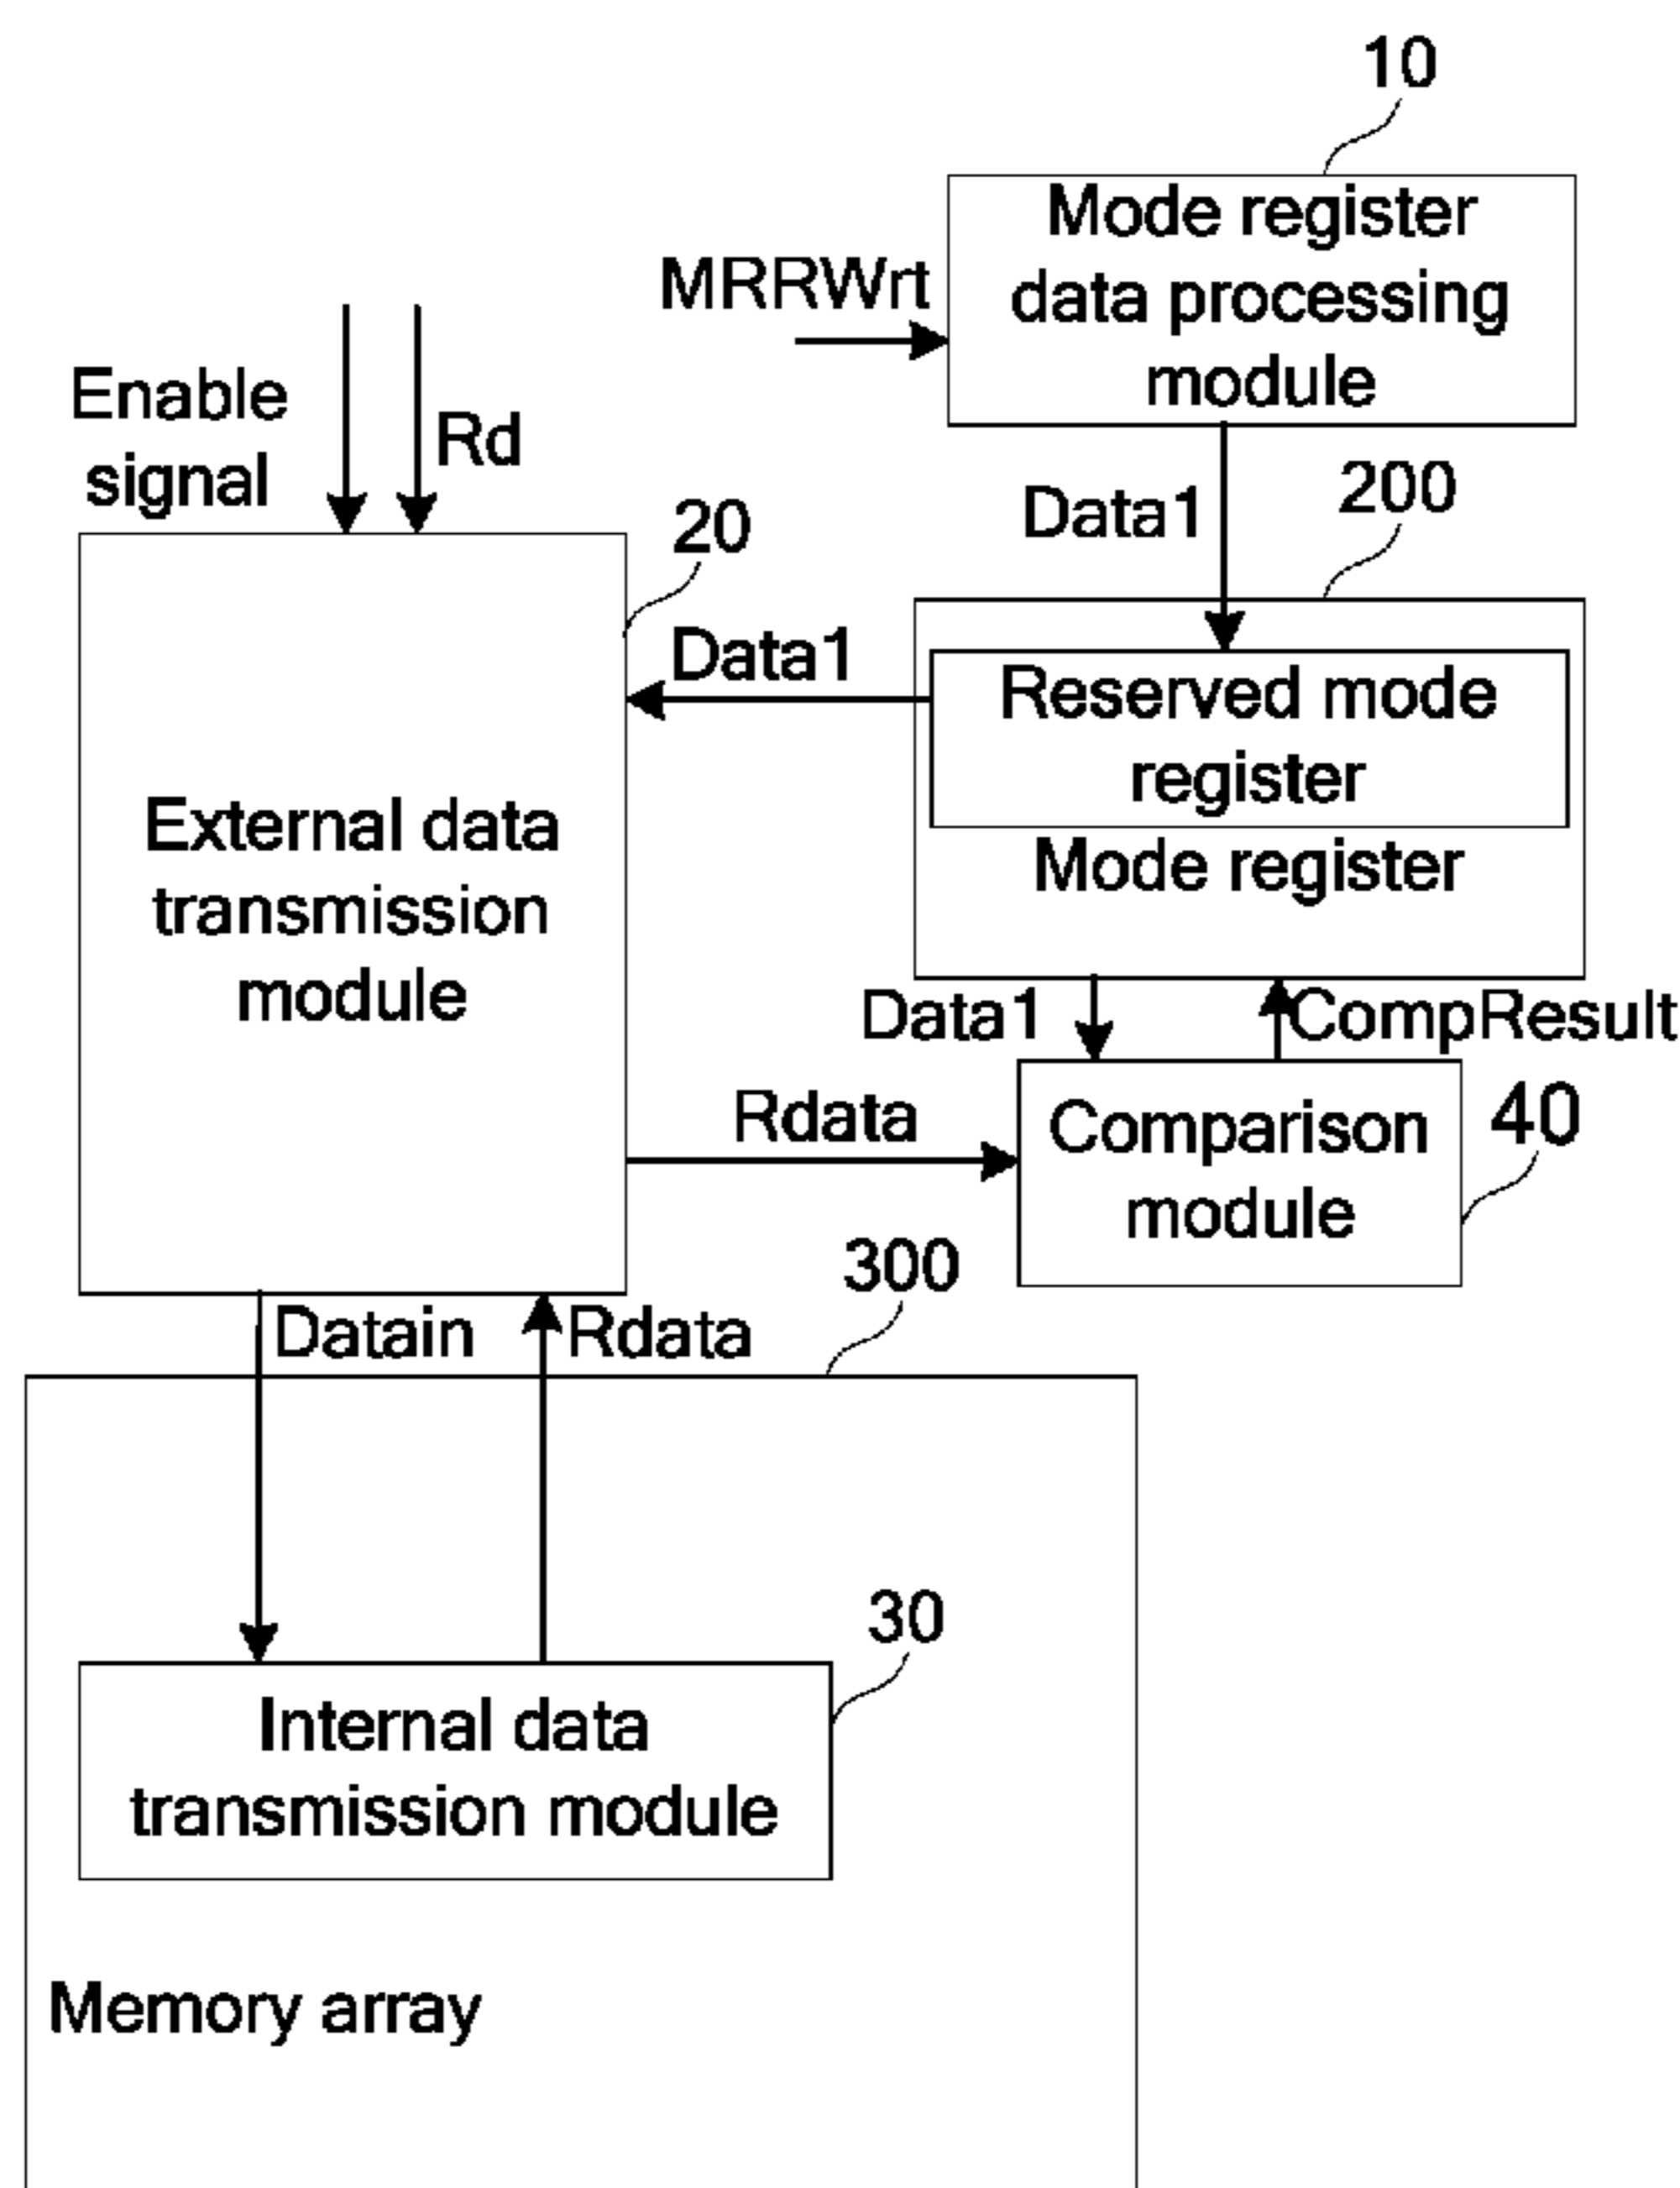 10
Mode register
data processing
module
MRRWrt
Enable
signal
Rd
Data1
200
20
Data1
Reserved mode
register
Mode register
External data
transmission
module
Data1
CompResult
Rdata
Comparison
module
40
300
Datain
Rdata
30
Internal data
transmission module
Memory array